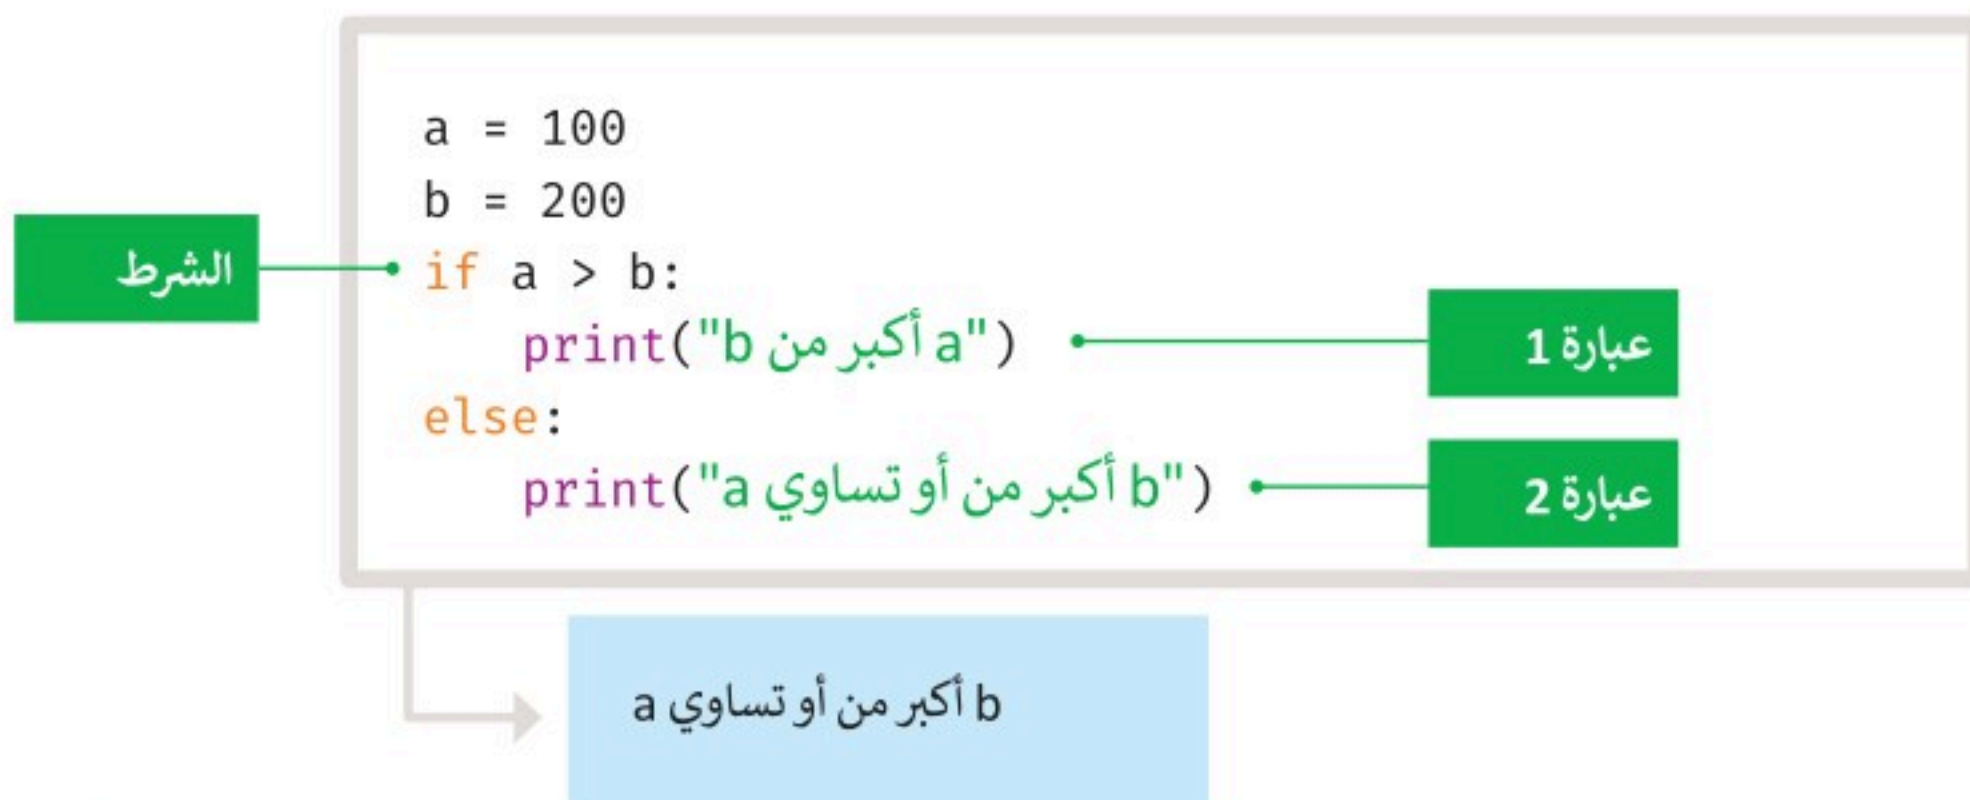 a = 100
b = 200
الشرط
if a > b:
print("a أكبر من b")
عبارة 1
else:
print("b أكبر من أو تساوي a")
عبارة 2
b أكبر من أو تساوي a